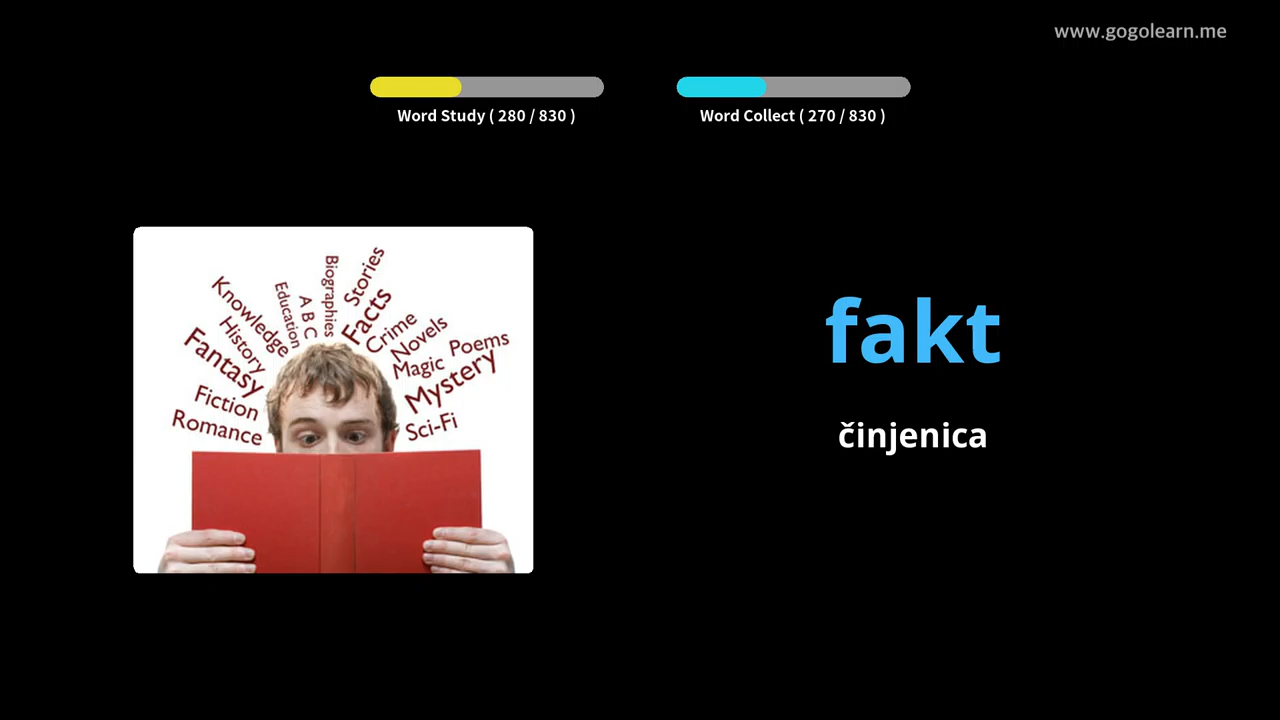 www.gogolearn.me
Word Study ( 280 / 830 )
Word Collect ( 270 / 830 )
Knowledge
Education
A B C
Biographies
Stories
Facts
Crime
Novels
Poems
Magic
Mystery
Sci-Fi
History
Fantasy
Fiction
Romance
fakt
činjenica